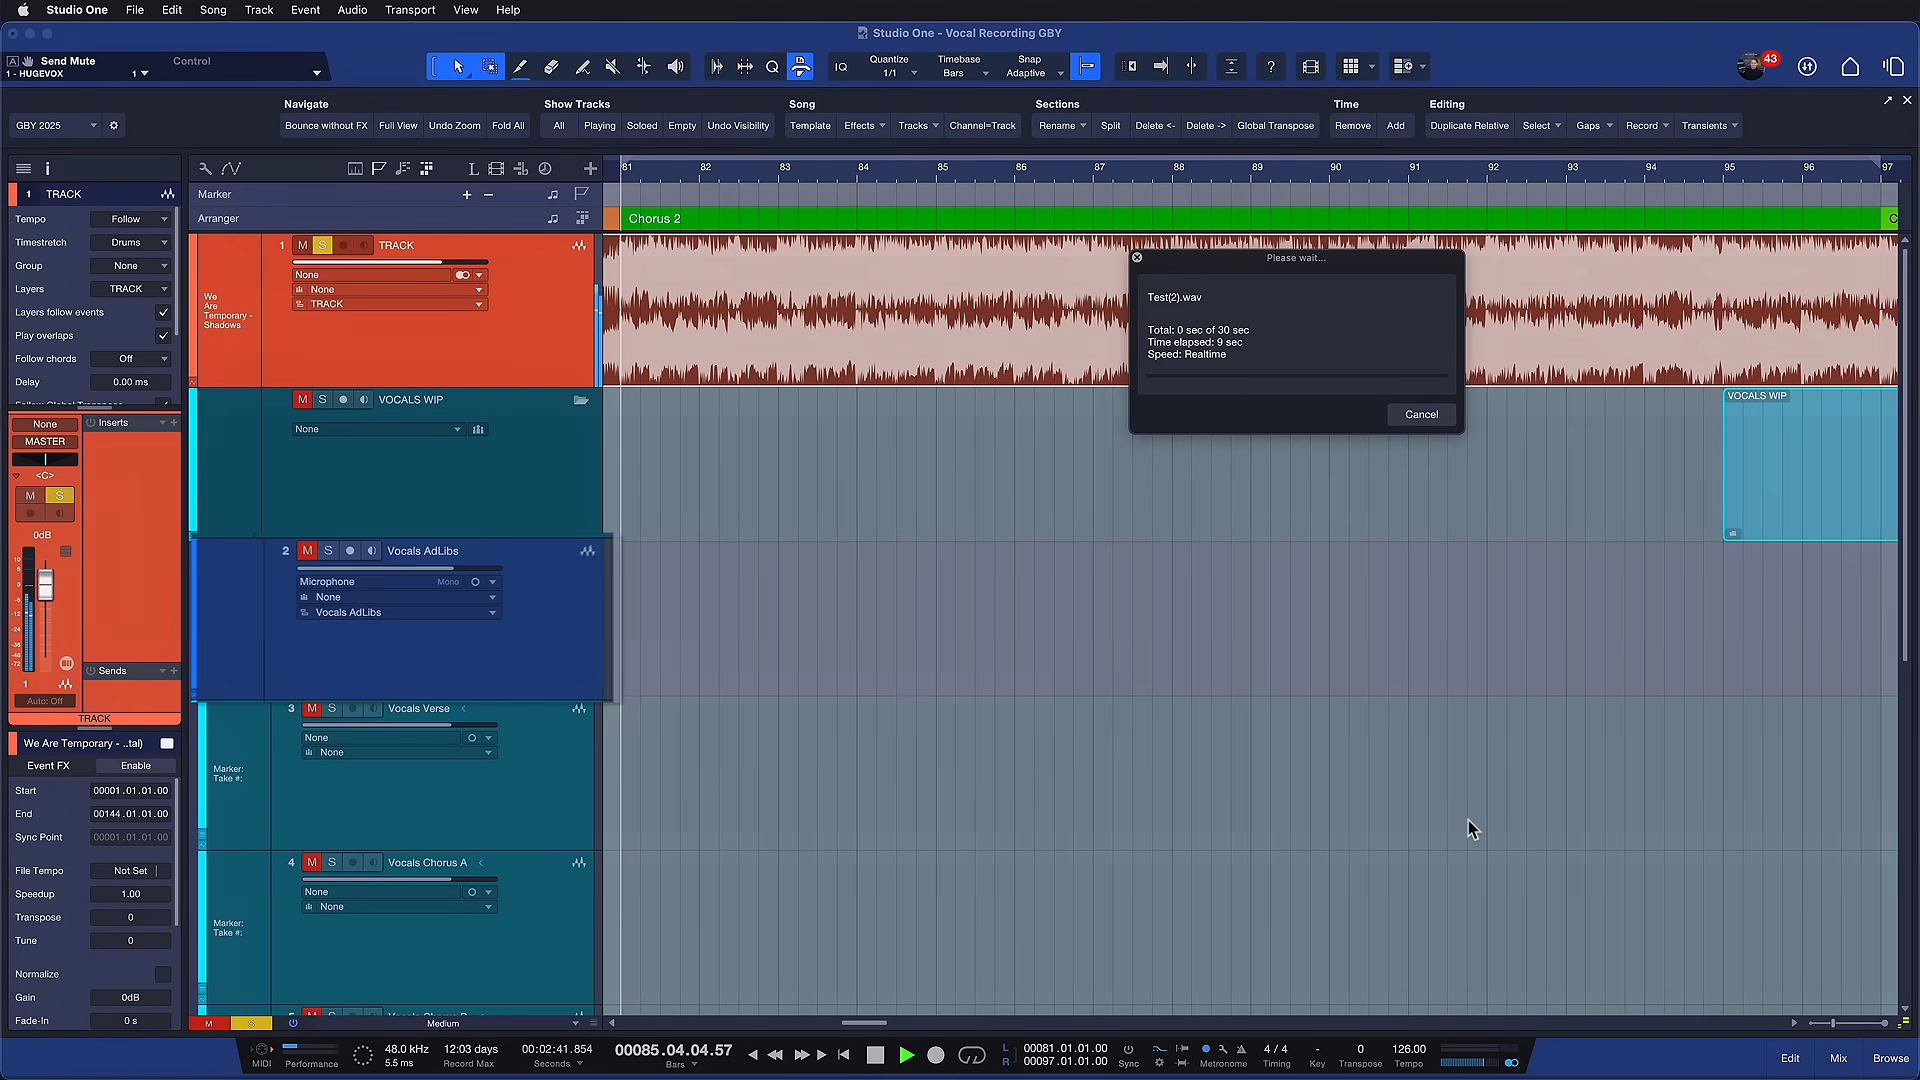 Studio One File Edit Song Track Event Audio Transport View Help
Studio One - Vocal Recording GBY
Send Mute
1 - HUGEVOX
1
Control
IQ
Quantize
1/1
Timebase
Bars
Snap
Adaptive
?
43
Navigate
Show Tracks
Song
Sections
Time
Editing
GBY 2025
Bounce without FX Full View Undo Zoom Fold All
All Playing Soloed Empty Undo Visibility
Template Effects Tracks Channel=Track
Rename Split Delete <- Delete -> Global Transpose
Remove Add
Duplicate Relative Select Gaps Record Transients
81 82 83 84 85 86 87 88 89 90 91 92 93 94 95 96 97
1 TRACK
Tempo Follow
Timestretch Drums
Group None
Layers TRACK
Layers follow events
Play overlaps
Follow chords Off
Delay 0.00 ms
Marker
Arranger
Chorus 2
C
We
Are
Temporary -
Shadows
1 M S TRACK
None
None
TRACK
M S VOCALS WIP
None
VOCALS WIP
2 M S Vocals AdLibs
Microphone Mono
None
Vocals AdLibs
3 M S Vocals Verse <
None
None
Marker:
Take #:
4 M S Vocals Chorus A <
None
None
Marker:
Take #:
Please wait...
Test(2).wav
Total: 0 sec of 30 sec
Time elapsed: 9 sec
Speed: Realtime
Cancel
None
MASTER
<C>
M S
0dB
Inserts
Sends
1
Auto: Off
TRACK
We Are Temporary - ..tal)
Event FX Enable
Start 00001.01.01.00
End 00144.01.01.00
Sync Point 00001.01.01.00
File Tempo Not Set
Speedup 1.00
Transpose 0
Tune 0
Normalize
Gain 0dB
Fade-In 0 s
M S Medium
MIDI
Performance
48.0 kHz
5.5 ms
12:03 days
Record Max
00:02:41.854
Seconds
00085.04.04.57
Bars
L 00081.01.01.00
R 00097.01.01.00
Sync
Metronome
4 / 4
Timing
-
Key
0
Transpose
126.00
Tempo
Edit Mix Browse